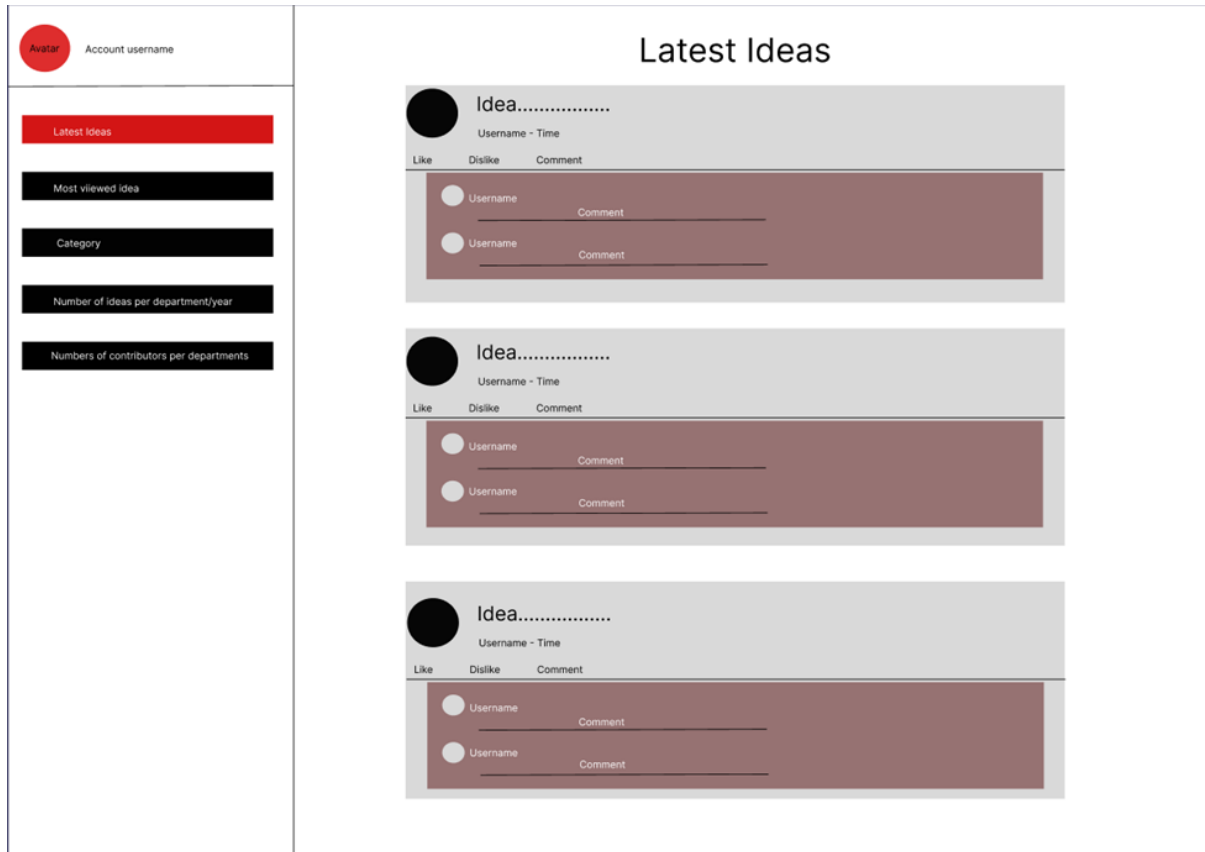 Avatar
Account username
Latest Ideas
Most viiewed idea
Category
Number of ideas per department/year
Numbers of contributors per departments
Latest Ideas
Idea.................
Username - Time
Like Dislike Comment
Username
Comment
Username
Comment
Idea.................
Username - Time
Like Dislike Comment
Username
Comment
Username
Comment
Idea.................
Username - Time
Like Dislike Comment
Username
Comment
Username
Comment